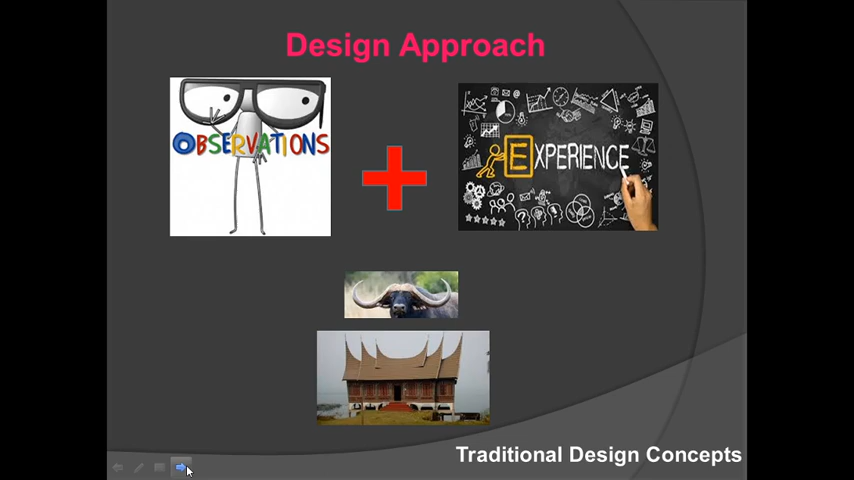 Design Approach
OBSERVATIONS
EXPERIENCE
Traditional Design Concepts